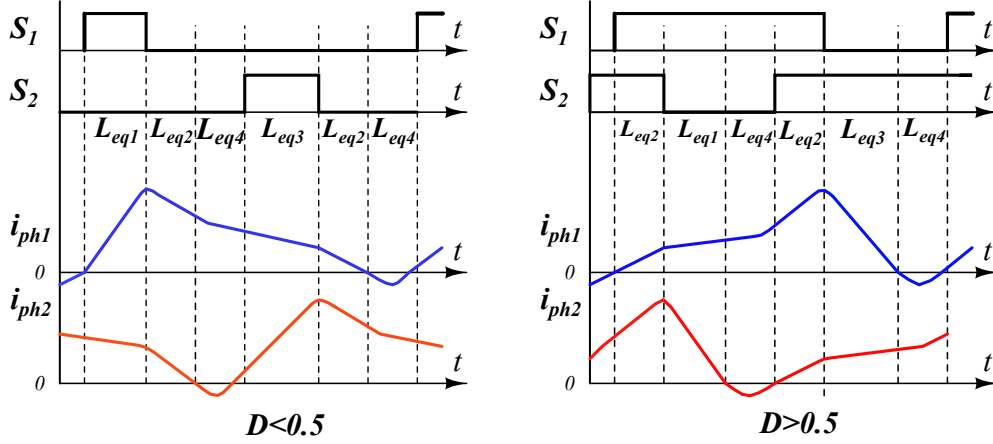 S1 t S1 t
S2 t S2 t
Leq1 Leq2 Leq4 Leq3 Leq2 Leq4 Leq2 Leq1 Leq4 Leq2 Leq3 Leq4
iph1 t iph1 t
0 0
iph2 t iph2 t
0 0
D<0.5 D>0.5